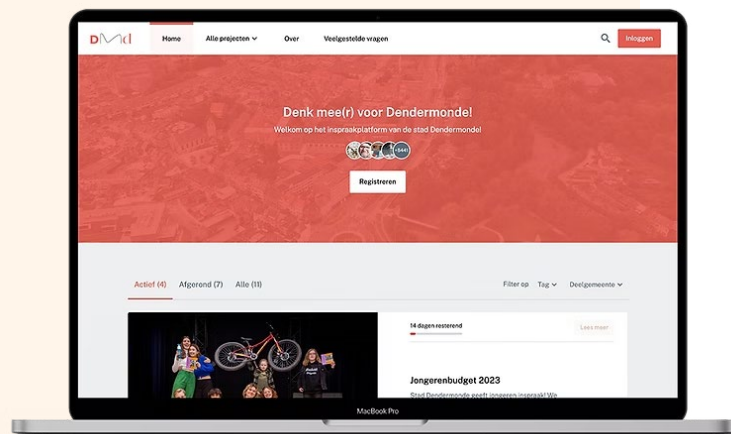 DMd
Home
Alle projecten
Over
Veelgestelde vragen
Inloggen
Denk mee(r) voor Dendermonde!
Welkom op het inspraakplatform van de stad Dendermonde!
Registreren
Actief (4)
Afgerond (7)
Alle (11)
Filter op
Tag
Deelgemeente
14 dagen resterend
Lees meer
Jongerenbudget 2023
Stad Dendermonde geeft jongeren inspraak! We
MacBook Pro